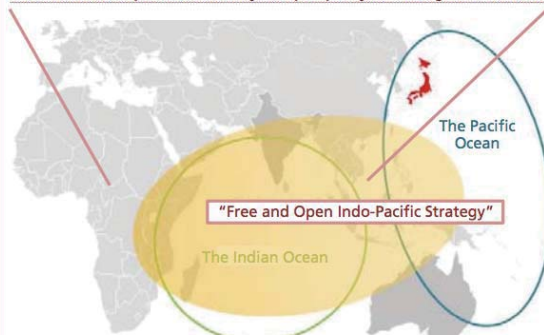 The Pacific
Ocean
"Free and Open Indo-Pacific Strategy"
The Indian Ocean